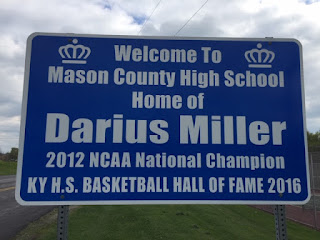 Welcome To
Mason County High School
Home of
Darius Miller
2012 NCAA National Champion
KY H.S. BASKETBALL HALL OF FAME 2016